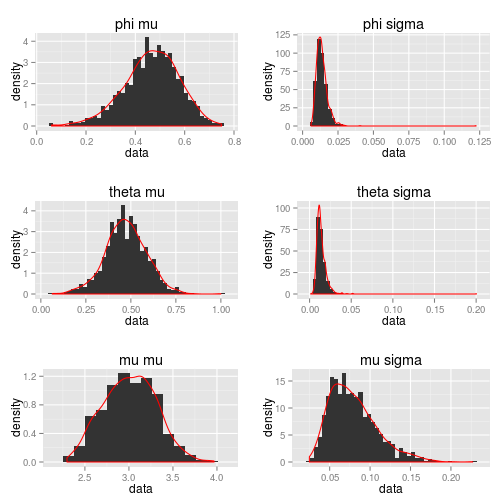 phi mu
phi sigma
4
3
2
1
0
density
0.0 0.2 0.4 0.6 0.8
data
125
100
75
50
25
0
density
0.000 0.025 0.050 0.075 0.100 0.125
data
theta mu
theta sigma
4
3
2
1
0
density
0.00 0.25 0.50 0.75 1.00
data
100
75
50
25
0
density
0.00 0.05 0.10 0.15 0.20
data
mu mu
mu sigma
1.2
0.8
0.4
0.0
density
2.5 3.0 3.5 4.0
data
15
10
5
0
density
0.05 0.10 0.15 0.20
data